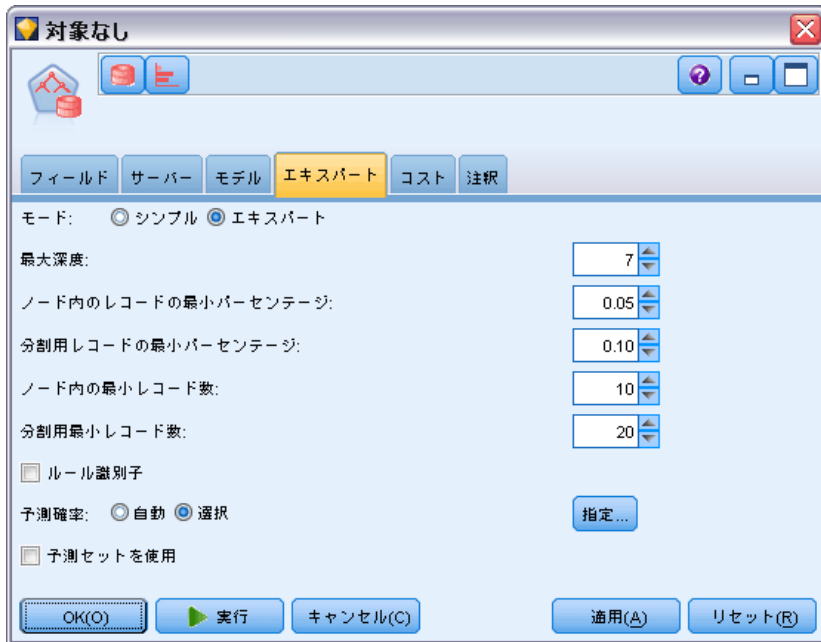 対象なし
フィールド サーバー モデル エキスパート コスト 注釈
モード: シンプル エキスパート
最大深度: 7
ノード内のレコードの最小パーセンテージ: 0.05
分割用レコードの最小パーセンテージ: 0.10
ノード内の最小レコード数: 10
分割用最小レコード数: 20
ルール識別子
予測確率: 自動 選択 指定...
予測セットを使用
OK(O) 実行 キャンセル(C) 適用(A) リセット(R)